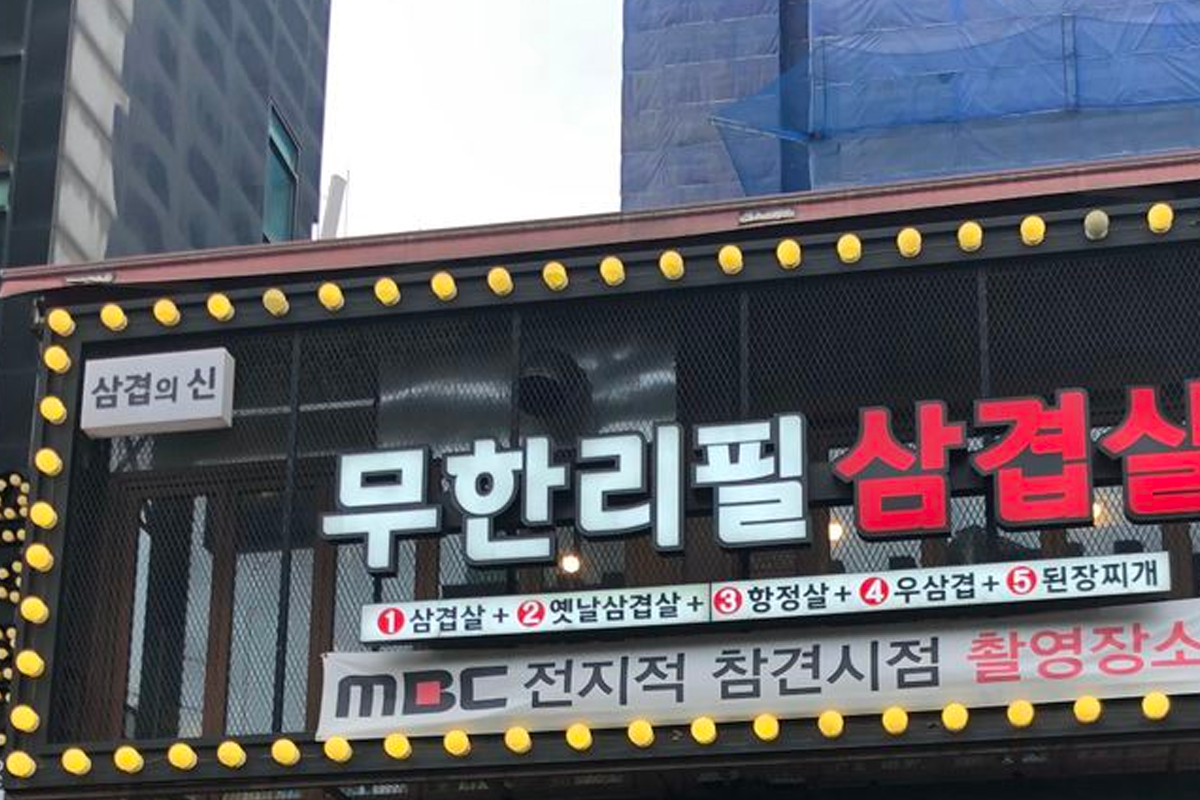 삼겹의 신
무한리필 삼겹살
1 삼겹살 + 2 옛날삼겹살 + 3 항정살 + 4 우삼겹 + 5 된장찌개
MBC 전지적 참견시점 촬영장소